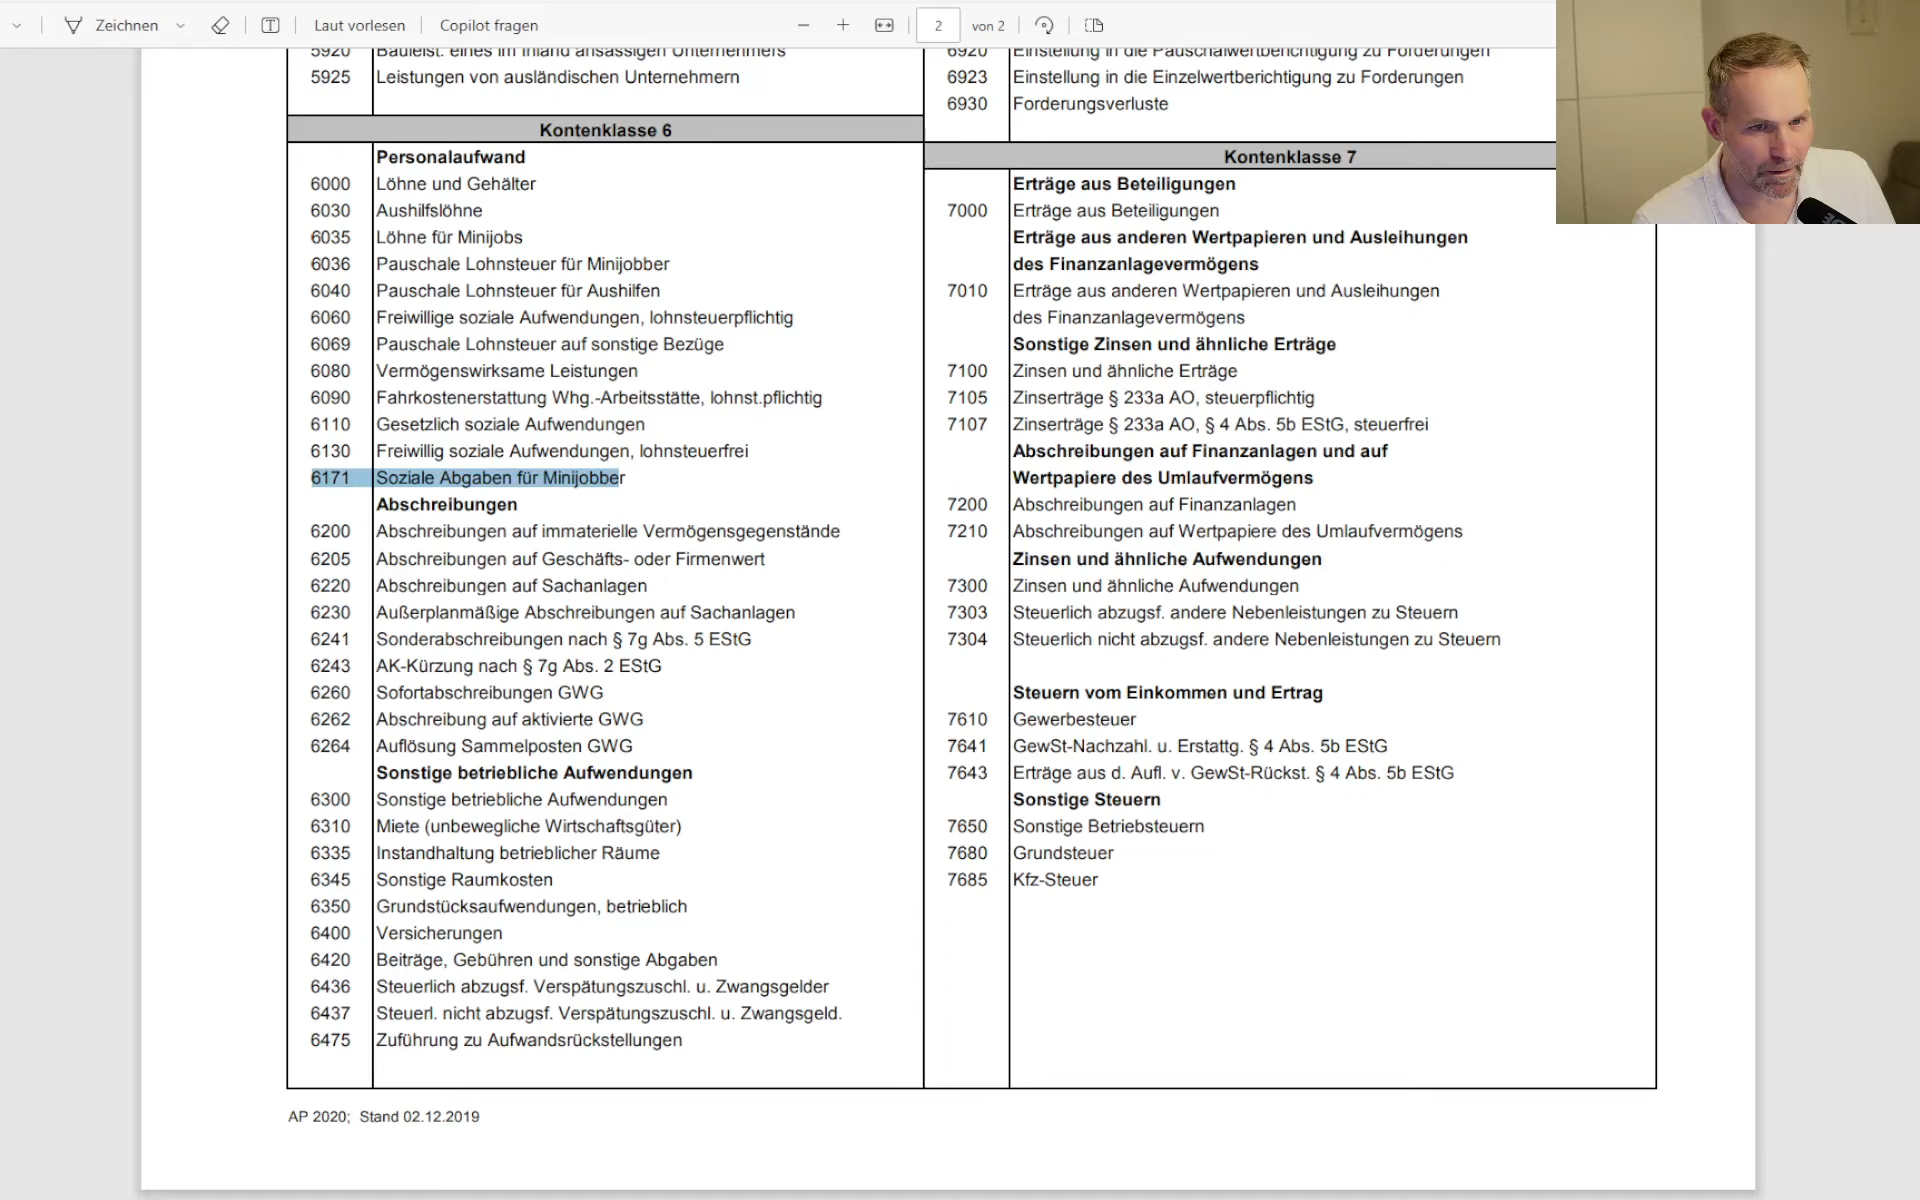 Zeichnen
Laut vorlesen
Copilot fragen
2
von 2
5920 Bauleist. eines im Inland ansässigen Unternehmers
5925 Leistungen von ausländischen Unternehmern
Kontenklasse 6
Personalaufwand
6000 Löhne und Gehälter
6030 Aushilfslöhne
6035 Löhne für Minijobs
6036 Pauschale Lohnsteuer für Minijobber
6040 Pauschale Lohnsteuer für Aushilfen
6060 Freiwillige soziale Aufwendungen, lohnsteuerpflichtig
6069 Pauschale Lohnsteuer auf sonstige Bezüge
6080 Vermögenswirksame Leistungen
6090 Fahrkostenerstattung Whg.-Arbeitsstätte, lohnst.pflichtig
6110 Gesetzlich soziale Aufwendungen
6130 Freiwillig soziale Aufwendungen, lohnsteuerfrei
6171 Soziale Abgaben für Minijobber
Abschreibungen
6200 Abschreibungen auf immaterielle Vermögensgegenstände
6205 Abschreibungen auf Geschäfts- oder Firmenwert
6220 Abschreibungen auf Sachanlagen
6230 Außerplanmäßige Abschreibungen auf Sachanlagen
6241 Sonderabschreibungen nach § 7g Abs. 5 EStG
6243 AK-Kürzung nach § 7g Abs. 2 EStG
6260 Sofortabschreibungen GWG
6262 Abschreibung auf aktivierte GWG
6264 Auflösung Sammelposten GWG
Sonstige betriebliche Aufwendungen
6300 Sonstige betriebliche Aufwendungen
6310 Miete (unbewegliche Wirtschaftsgüter)
6335 Instandhaltung betrieblicher Räume
6345 Sonstige Raumkosten
6350 Grundstücksaufwendungen, betrieblich
6400 Versicherungen
6420 Beiträge, Gebühren und sonstige Abgaben
6436 Steuerlich abzugsf. Verspätungszuschl. u. Zwangsgelder
6437 Steuerl. nicht abzugsf. Verspätungszuschl. u. Zwangsgeld.
6475 Zuführung zu Aufwandsrückstellungen
6920 Einstellung in die Pauschalwertberichtigung zu Forderungen
6923 Einstellung in die Einzelwertberichtigung zu Forderungen
6930 Forderungsverluste
Kontenklasse 7
Erträge aus Beteiligungen
7000 Erträge aus Beteiligungen
Erträge aus anderen Wertpapieren und Ausleihungen
des Finanzanlagevermögens
7010 Erträge aus anderen Wertpapieren und Ausleihungen
des Finanzanlagevermögens
Sonstige Zinsen und ähnliche Erträge
7100 Zinsen und ähnliche Erträge
7105 Zinserträge § 233a AO, steuerpflichtig
7107 Zinserträge § 233a AO, § 4 Abs. 5b EStG, steuerfrei
Abschreibungen auf Finanzanlagen und auf
Wertpapiere des Umlaufvermögens
7200 Abschreibungen auf Finanzanlagen
7210 Abschreibungen auf Wertpapiere des Umlaufvermögens
Zinsen und ähnliche Aufwendungen
7300 Zinsen und ähnliche Aufwendungen
7303 Steuerlich abzugsf. andere Nebenleistungen zu Steuern
7304 Steuerlich nicht abzugsf. andere Nebenleistungen zu Steuern
Steuern vom Einkommen und Ertrag
7610 Gewerbesteuer
7641 GewSt-Nachzahl. u. Erstattg. § 4 Abs. 5b EStG
7643 Erträge aus d. Aufl. v. GewSt-Rückst. § 4 Abs. 5b EStG
Sonstige Steuern
7650 Sonstige Betriebsteuern
7680 Grundsteuer
7685 Kfz-Steuer
AP 2020; Stand 02.12.2019